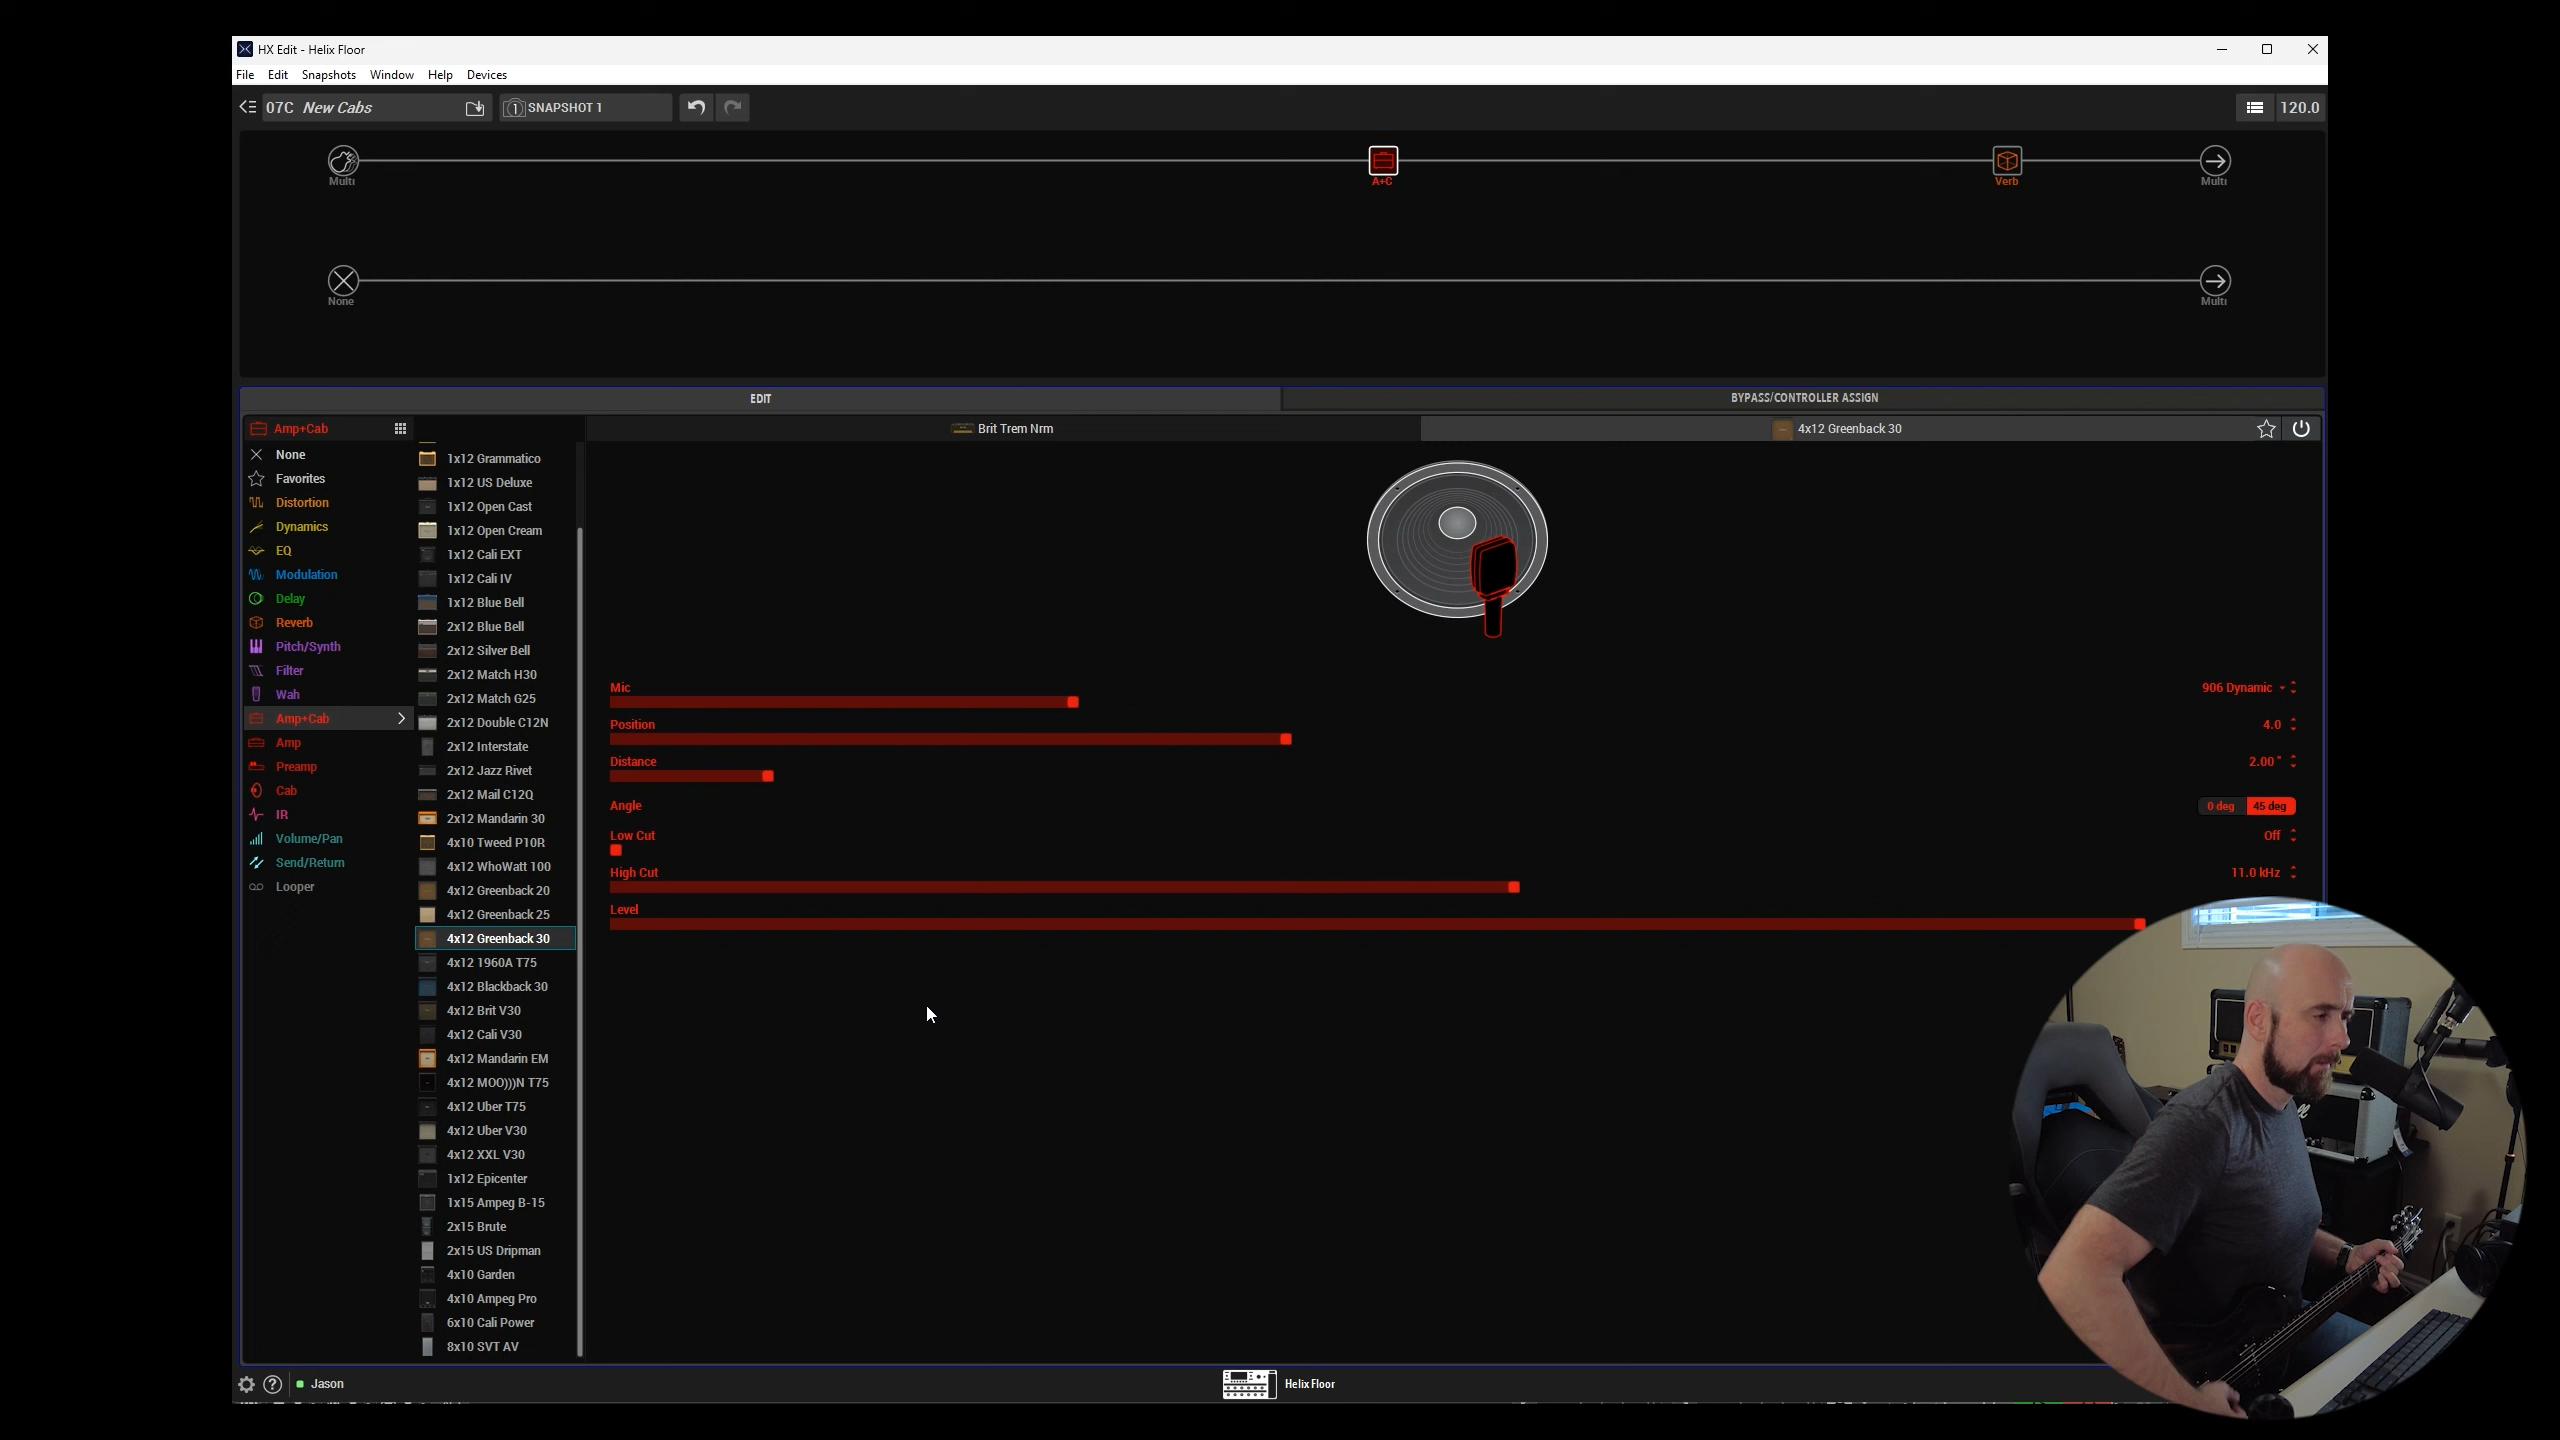 HX Edit - Helix Floor
File Edit Snapshots Window Help Devices
07C New Cabs
1 SNAPSHOT 1
120.0
Multi
A+C
Verb
Multi
None
Multi
EDIT
BYPASS/CONTROLLER ASSIGN
Amp+Cab
Brit Trem Nrm
4x12 Greenback 30
None
Favorites
Distortion
Dynamics
EQ
Modulation
Delay
Reverb
Pitch/Synth
Filter
Wah
Amp+Cab
Amp
Preamp
Cab
IR
Volume/Pan
Send/Return
Looper
1x12 Grammatico
1x12 US Deluxe
1x12 Open Cast
1x12 Open Cream
1x12 Cali EXT
1x12 Cali IV
1x12 Blue Bell
2x12 Blue Bell
2x12 Silver Bell
2x12 Match H30
2x12 Match G25
2x12 Double C12N
2x12 Interstate
2x12 Jazz Rivet
2x12 Mail C12Q
2x12 Mandarin 30
4x10 Tweed P10R
4x12 WhoWatt 100
4x12 Greenback 20
4x12 Greenback 25
4x12 Greenback 30
4x12 1960A T75
4x12 Blackback 30
4x12 Brit V30
4x12 Cali V30
4x12 Mandarin EM
4x12 MOO)))N T75
4x12 Uber T75
4x12 Uber V30
4x12 XXL V30
1x12 Epicenter
1x15 Ampeg B-15
2x15 Brute
2x15 US Dripman
4x10 Garden
4x10 Ampeg Pro
6x10 Cali Power
8x10 SVT AV
Mic 906 Dynamic
Position 4.0
Distance 2.00"
Angle 0 deg 45 deg
Low Cut Off
High Cut 11.0 kHz
Level
Jason
Helix Floor